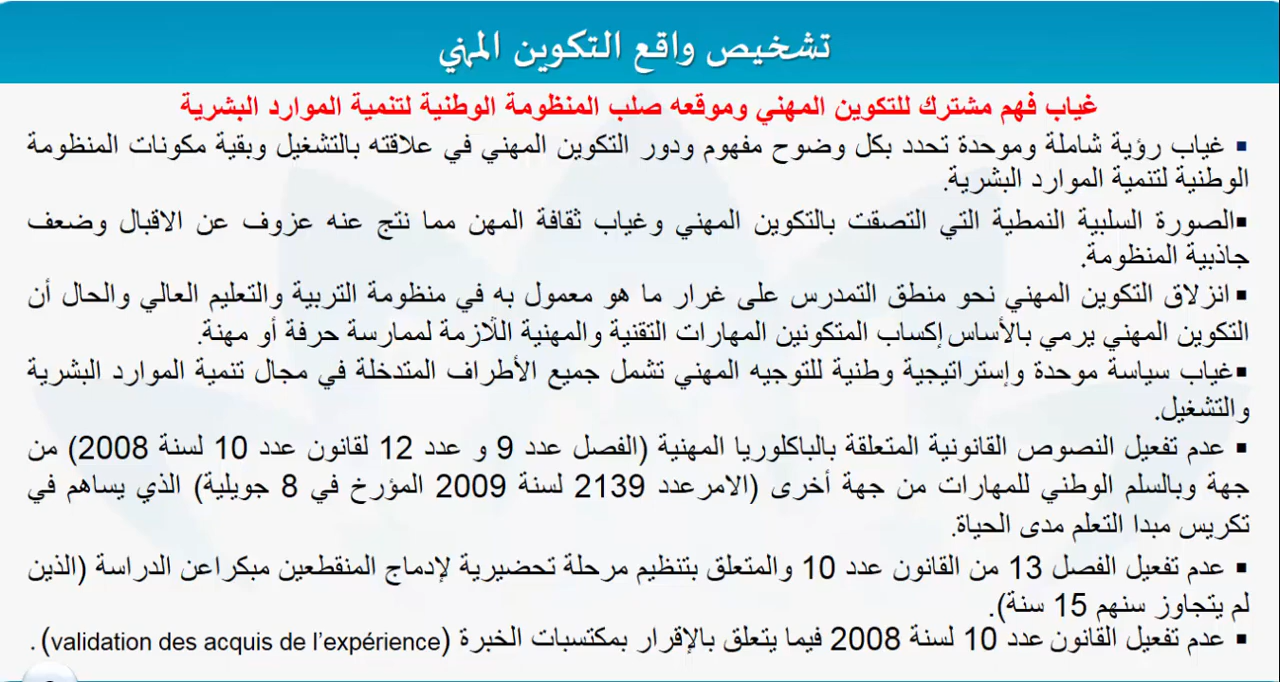 تشخيص واقع التكوين المهني
غياب فهم مشترك للتكوين المهني وموقعه صلب المنظومة الوطنية لتنمية الموارد البشرية
▪ غياب رؤية شاملة وموحدة تحدد بكل وضوح مفهوم ودور التكوين المهني في علاقته بالتشغيل وبقية مكونات المنظومة
الوطنية لتنمية الموارد البشرية.
▪الصورة السلبية النمطية التي التصقت بالتكوين المهني وغياب ثقافة المهن مما نتج عنه عزوف عن الاقبال وضعف
جاذبية المنظومة.
▪ انزلاق التكوين المهني نحو منطق التمدرس على غرار ما هو معمول به في منظومة التربية والتعليم العالي والحال أن
التكوين المهني يرمي بالأساس إكساب المتكونين المهارات التقنية والمهنية اللّازمة لممارسة حرفة أو مهنة.
▪غياب سياسة موحدة وإستراتيجية وطنية للتوجيه المهني تشمل جميع الأطراف المتدخلة في مجال تنمية الموارد البشرية
والتشغيل.
▪ عدم تفعيل النصوص القانونية المتعلقة بالباكلوريا المهنية (الفصل عدد 9 و عدد 12 لقانون عدد 10 لسنة 2008) من
جهة وبالسلم الوطني للمهارات من جهة أخرى (الامرعدد 2139 لسنة 2009 المؤرخ في 8 جويلية) الذي يساهم في
تكريس مبدا التعلم مدى الحياة.
▪ عدم تفعيل الفصل 13 من القانون عدد 10 والمتعلق بتنظيم مرحلة تحضيرية لإدماج المنقطعين مبكراعن الدراسة (الذين
لم يتجاوز سنهم 15 سنة).
▪ عدم تفعيل القانون عدد 10 لسنة 2008 فيما يتعلق بالإقرار بمكتسبات الخبرة (validation des acquis de l’expérience) .